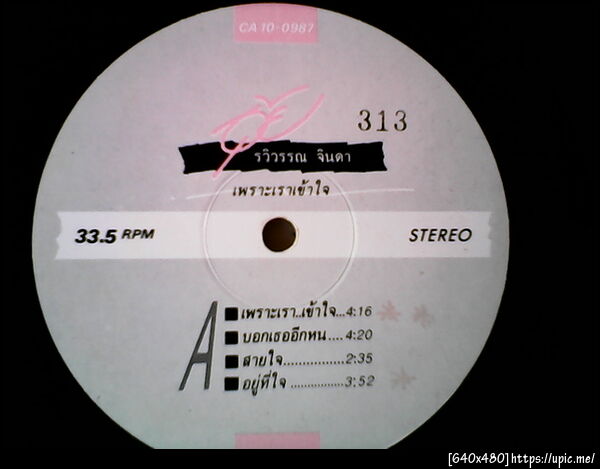 CA 10-0987
313
รวิวรรณ จินดา
เพราะเราเข้าใจ
33.5 RPM
STEREO
A
เพราะเรา..เข้าใจ...4:16
บอกเธออีกหน....4:20
สายใจ...............2:35
อยู่ที่ใจ .............3:52
[640x480]https://upic.me/